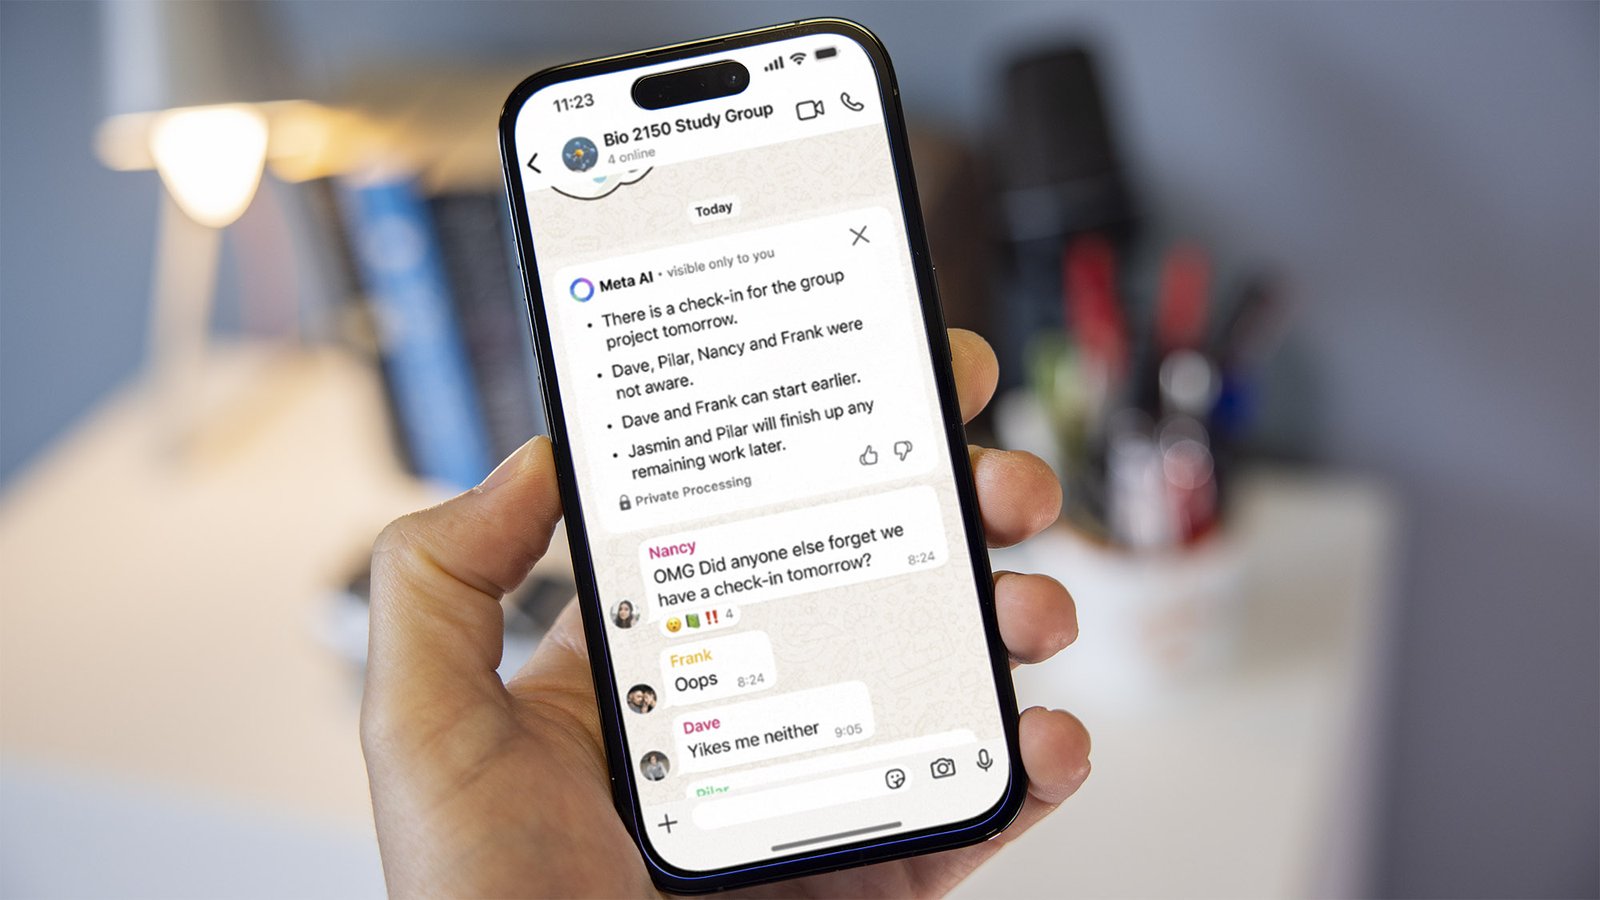 11:23
Bio 2150 Study Group
4 online
Today
Meta AI • visible only to you
• There is a check-in for the group
project tomorrow.
• Dave, Pilar, Nancy and Frank were
not aware.
• Dave and Frank can start earlier.
• Jasmin and Pilar will finish up any
remaining work later.
Private Processing
Nancy
OMG Did anyone else forget we
have a check-in tomorrow?
8:24
😮📗‼️ 4
Frank
Oops 8:24
Dave
Yikes me neither 9:05
Pilar